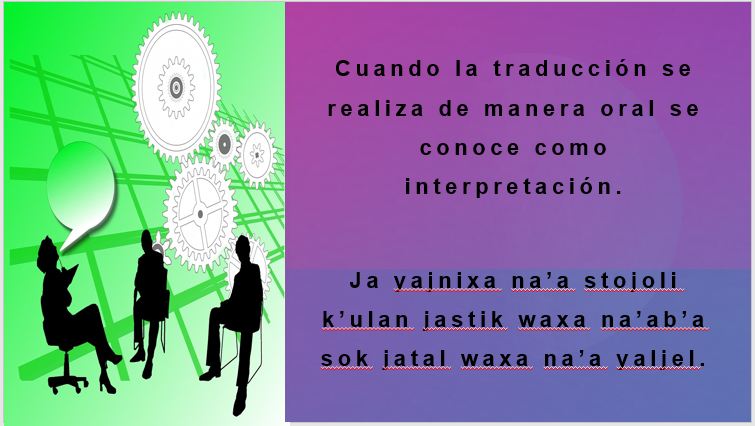 Cuando la traducción se
realiza de manera oral se
conoce como
interpretación.
Ja yajnixa na’a stojoli
k’ulan jastik waxa na’ab’a
sok jatal waxa na’a yaljel.